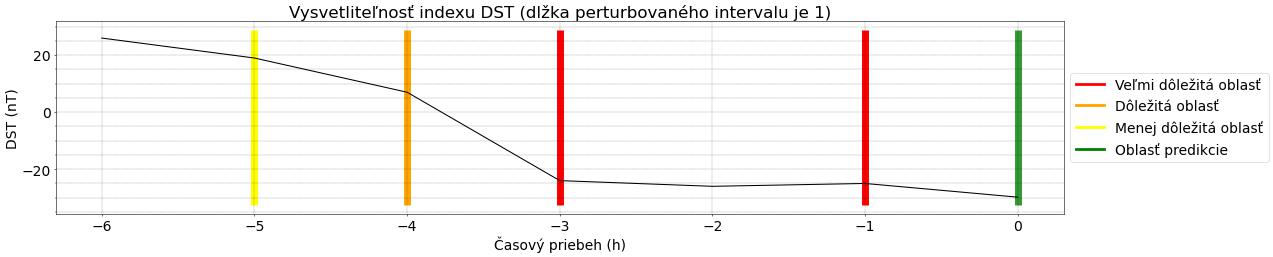 Vysvetliteľnosť indexu DST (dĺžka perturbovaného intervalu je 1)
DST (nT)
20
0
−20
−6 −5 −4 −3 −2 −1 0
Časový priebeh (h)
Veľmi dôležitá oblasť
Dôležitá oblasť
Menej dôležitá oblasť
Oblasť predikcie